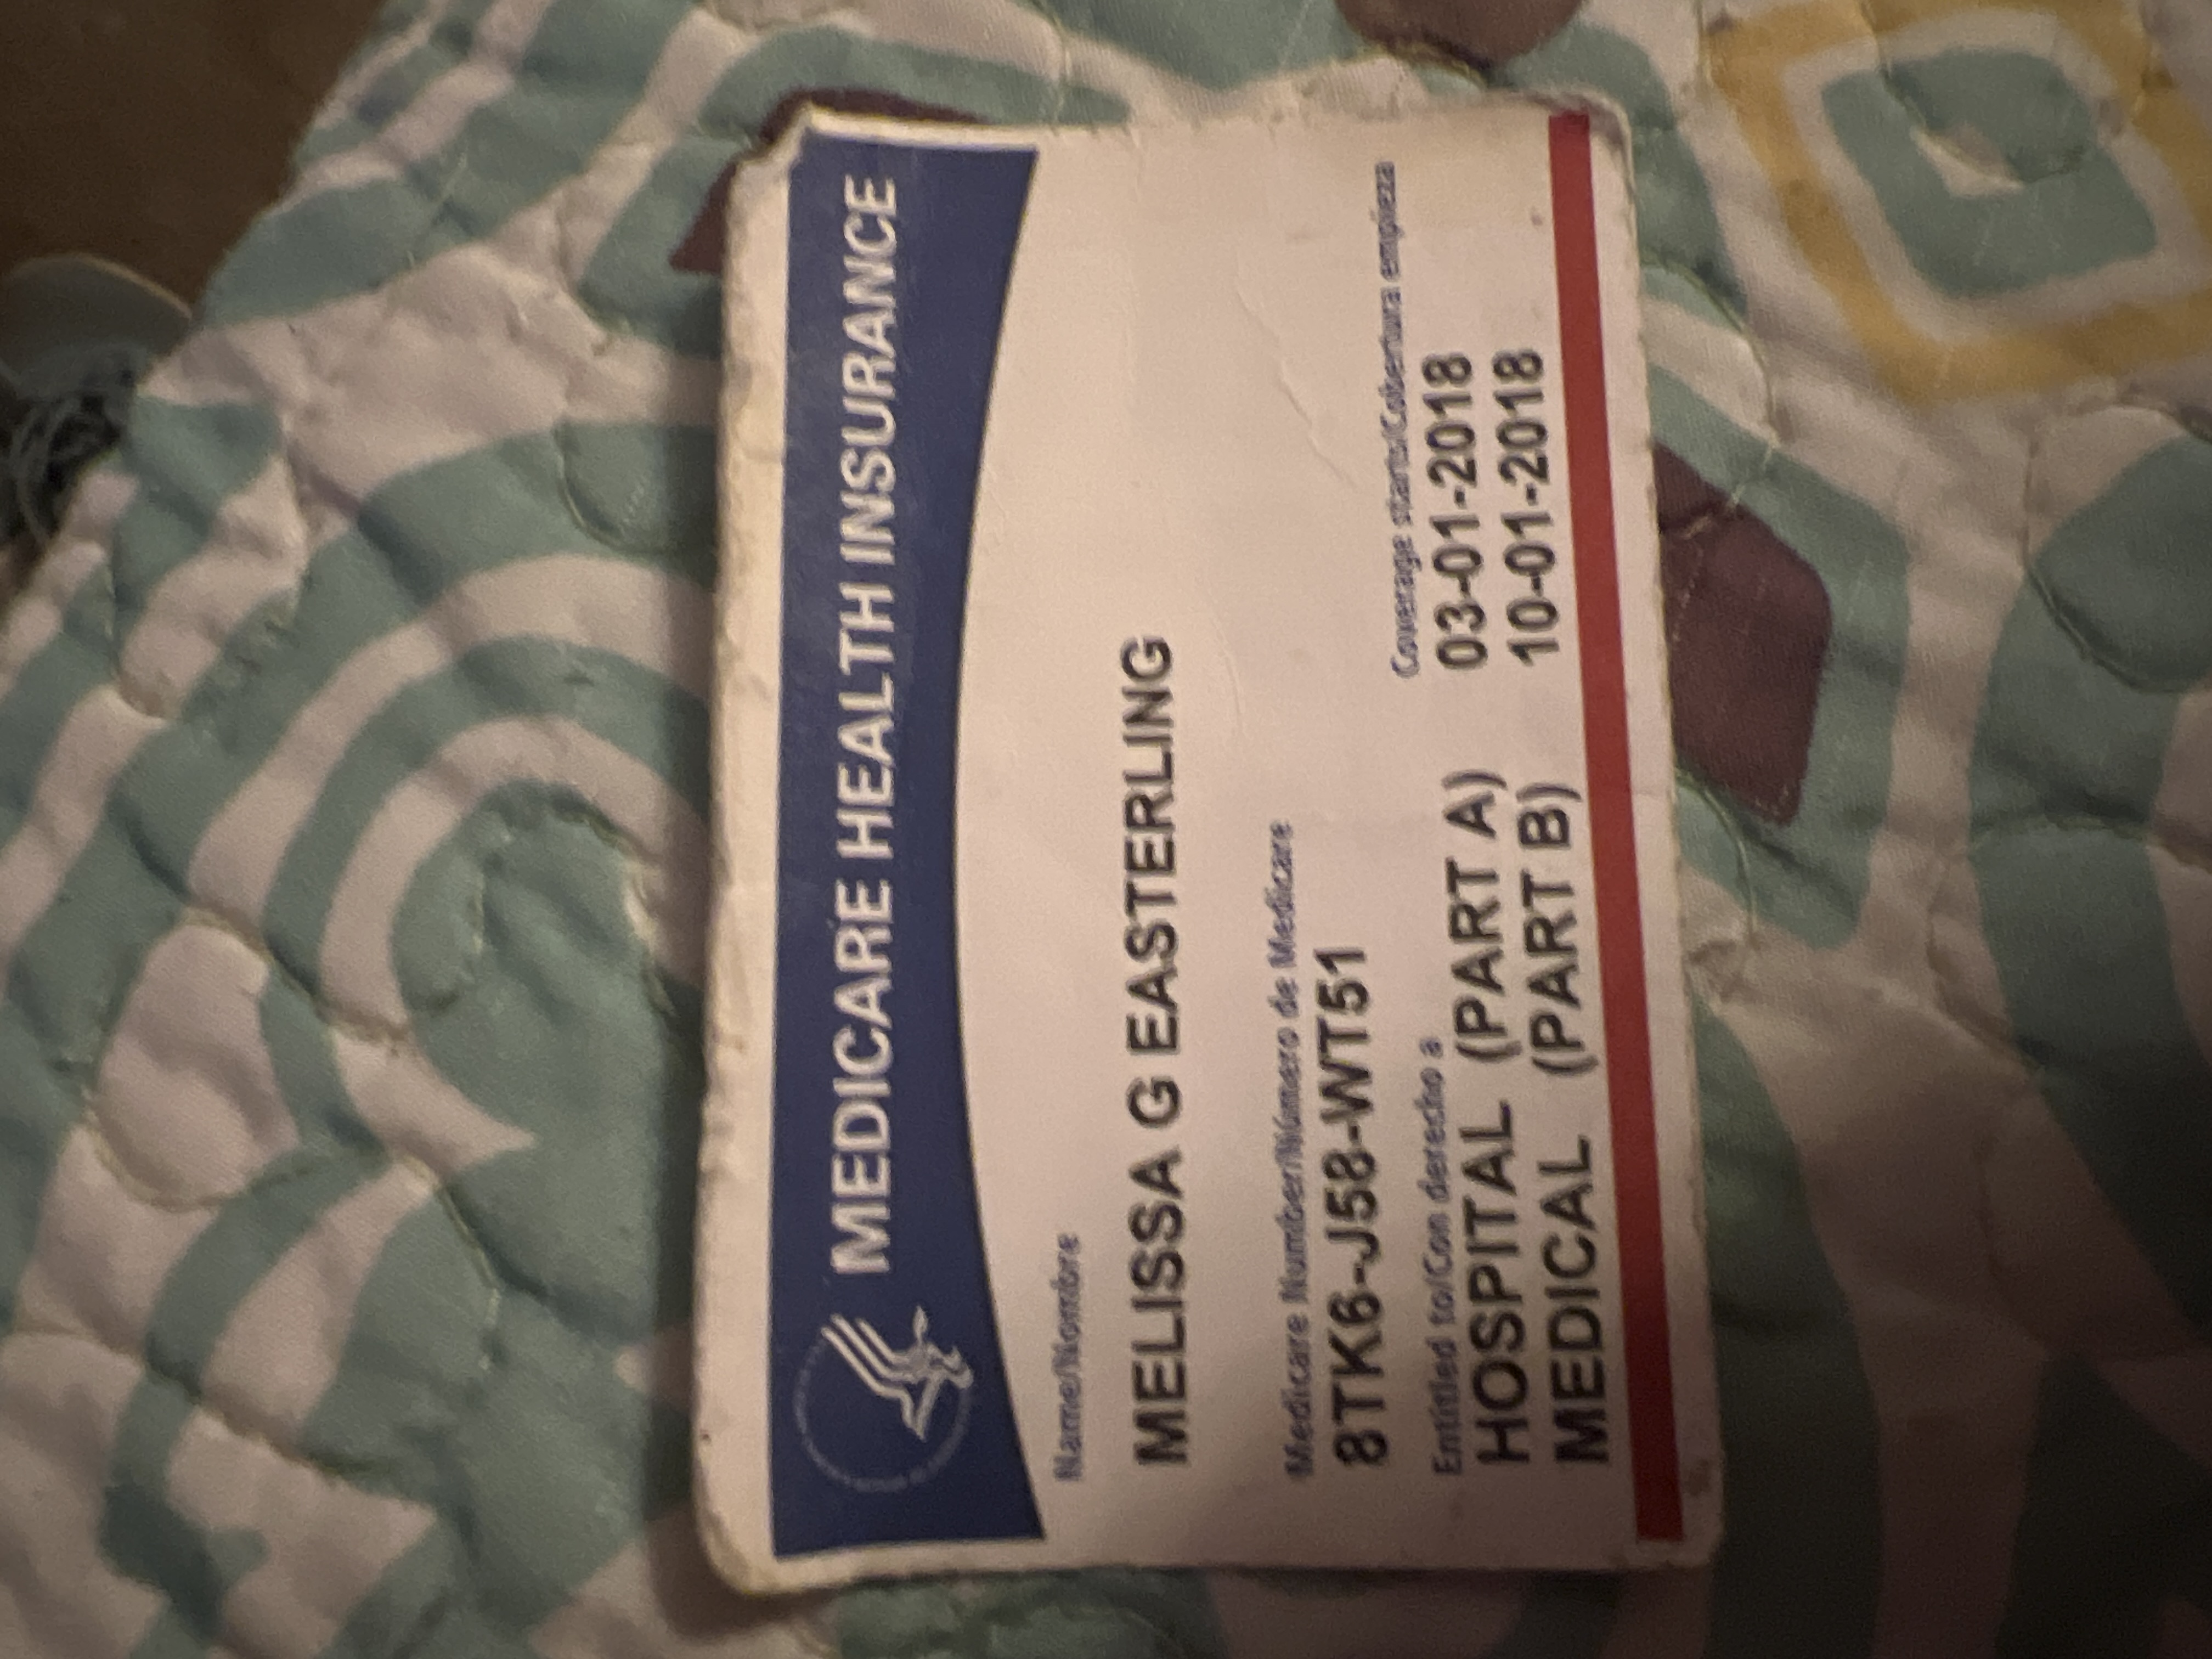 MEDICARE HEALTH INSURANCE
Name/Nombre
MELISSA G EASTERLING
Medicare Number/Número de Medicare
8TK6-J58-WT51
Entitled to/Con derecho a Coverage starts/Cobertura empieza
HOSPITAL (PART A) 03-01-2018
MEDICAL (PART B) 10-01-2018